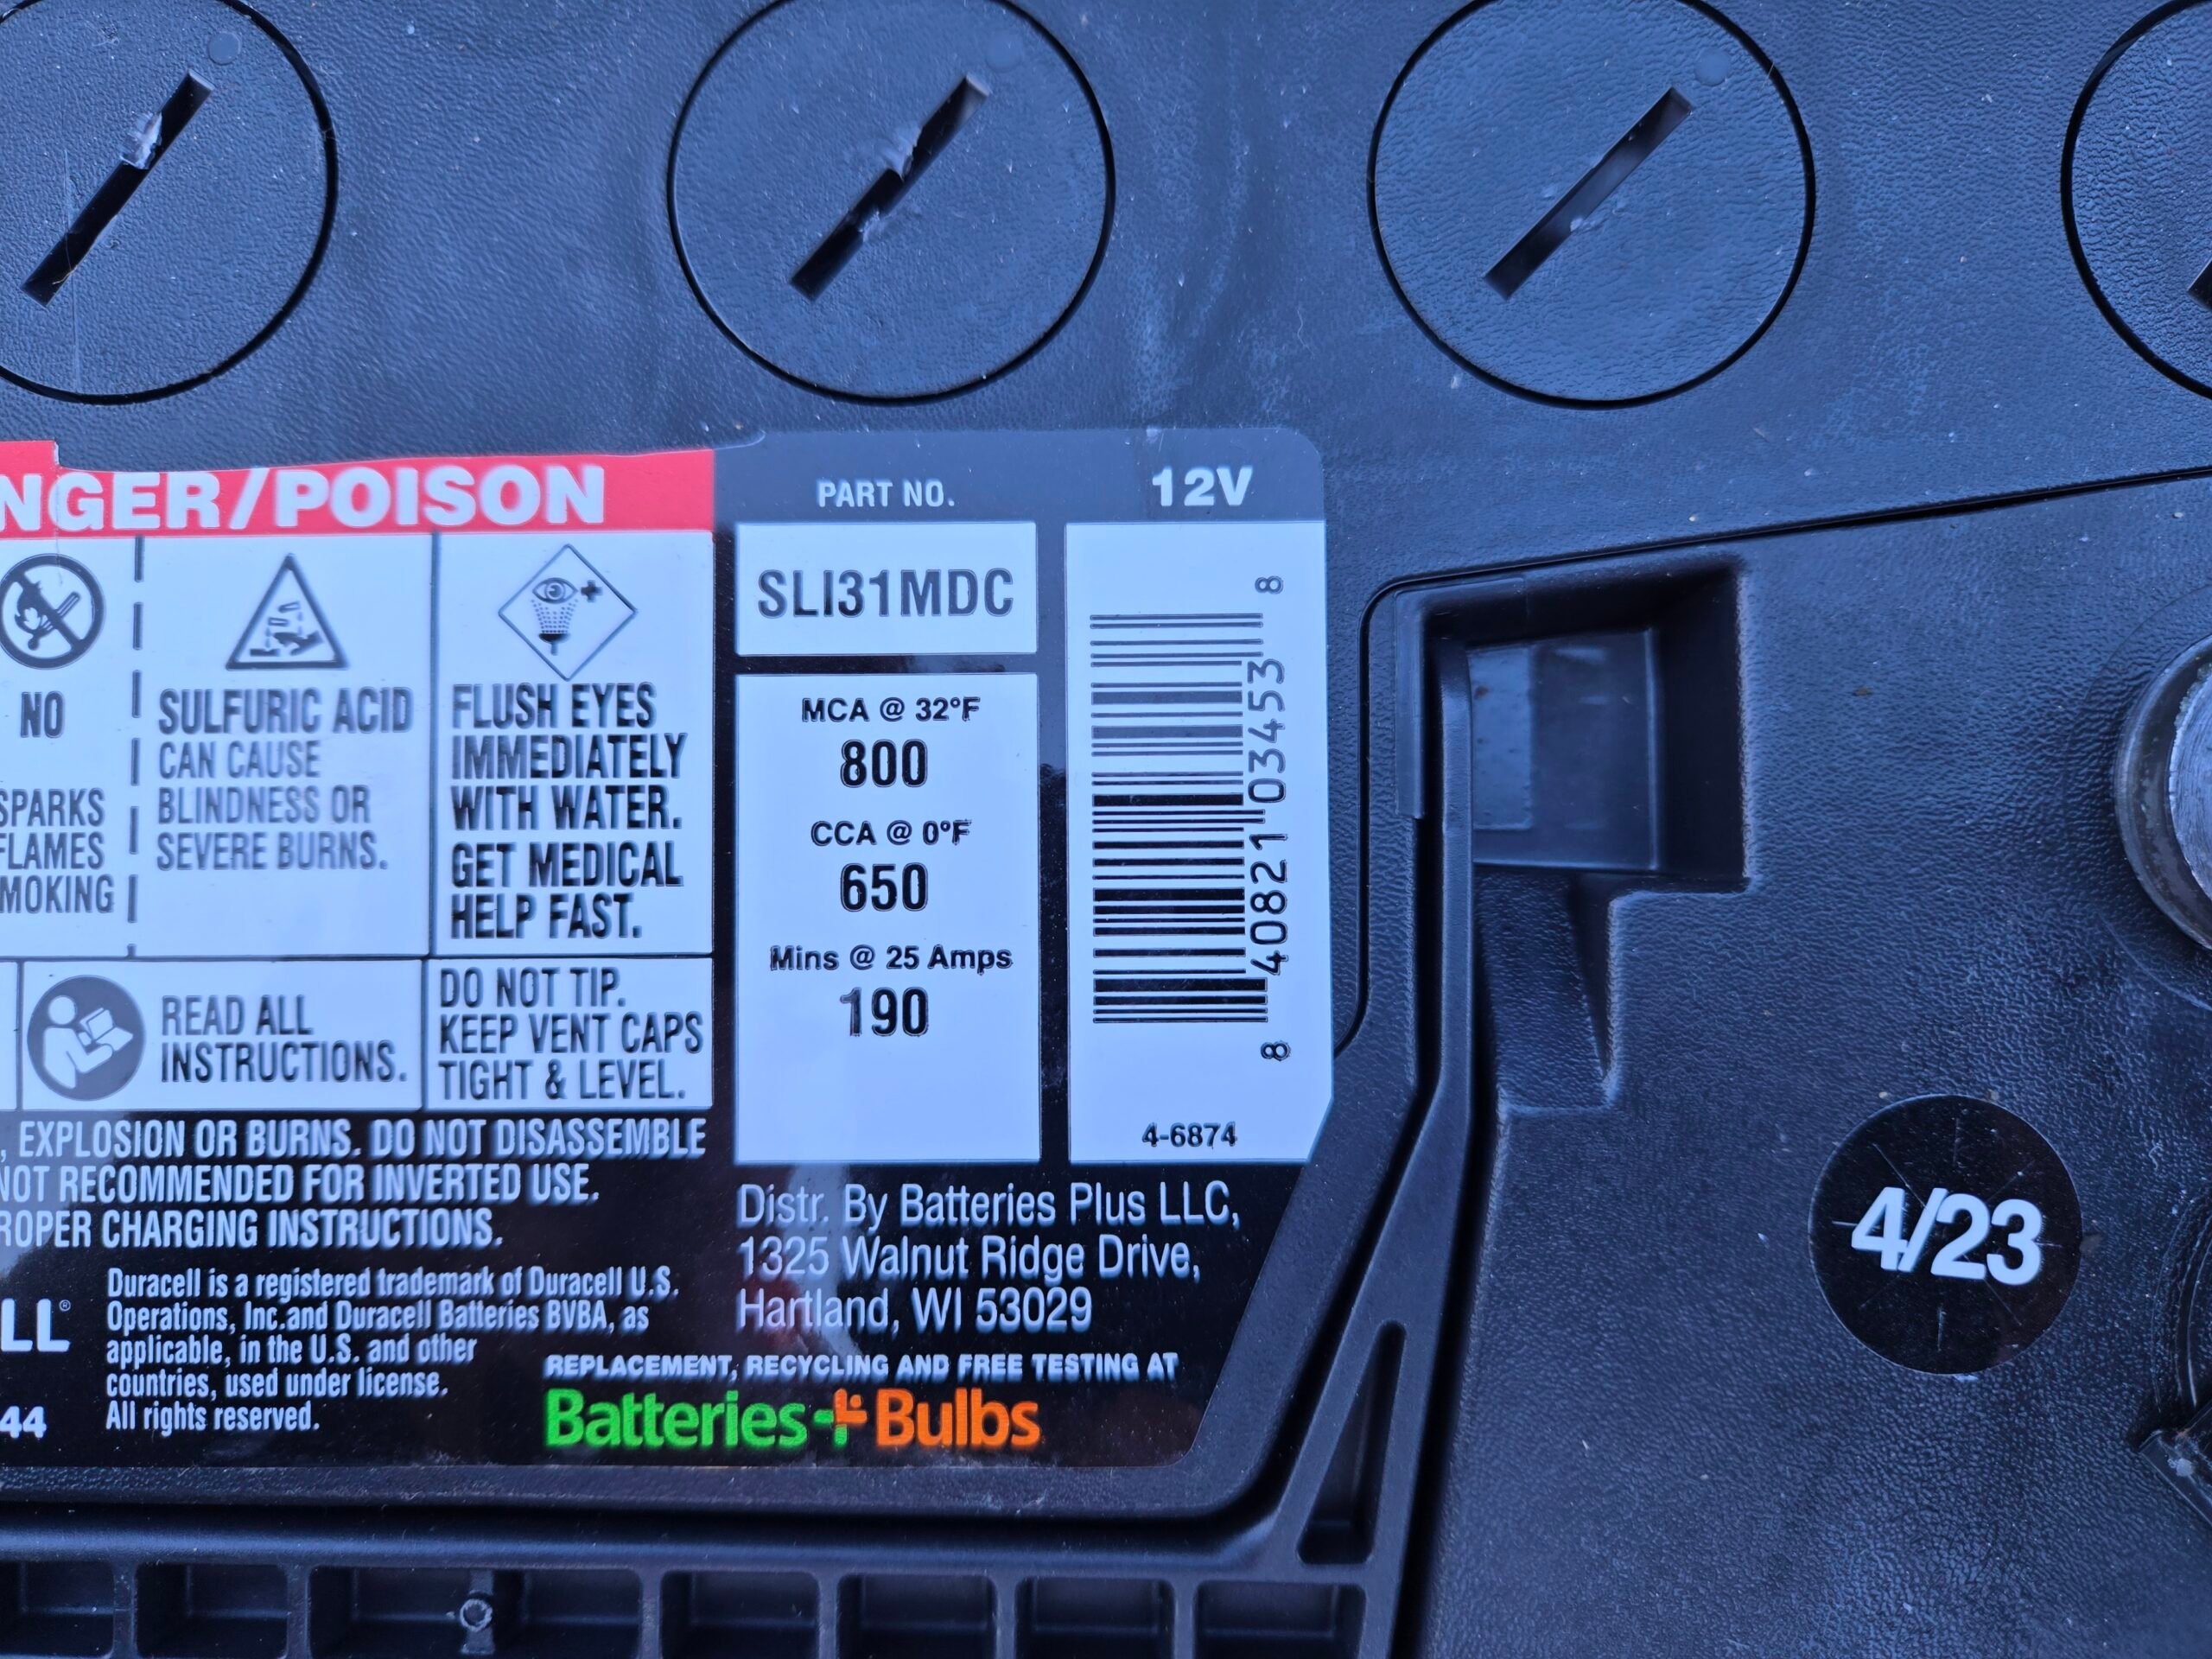 NGER/POISON
NO
SPARKS
FLAMES
MOKING
SULFURIC ACID
CAN CAUSE
BLINDNESS OR
SEVERE BURNS.
FLUSH EYES
IMMEDIATELY
WITH WATER.
GET MEDICAL
HELP FAST.
READ ALL
INSTRUCTIONS.
DO NOT TIP.
KEEP VENT CAPS
TIGHT & LEVEL.
, EXPLOSION OR BURNS. DO NOT DISASSEMBLE
NOT RECOMMENDED FOR INVERTED USE.
ROPER CHARGING INSTRUCTIONS.
LL®
44
Duracell is a registered trademark of Duracell U.S.
Operations, Inc.and Duracell Batteries BVBA, as
applicable, in the U.S. and other
countries, used under license.
All rights reserved.
PART NO.
SLI31MDC
MCA @ 32°F
800
CCA @ 0°F
650
Mins @ 25 Amps
190
12V
8 40821 03453 8
4-6874
Distr. By Batteries Plus LLC,
1325 Walnut Ridge Drive,
Hartland, WI 53029
REPLACEMENT, RECYCLING AND FREE TESTING AT
Batteries+Bulbs
4/23